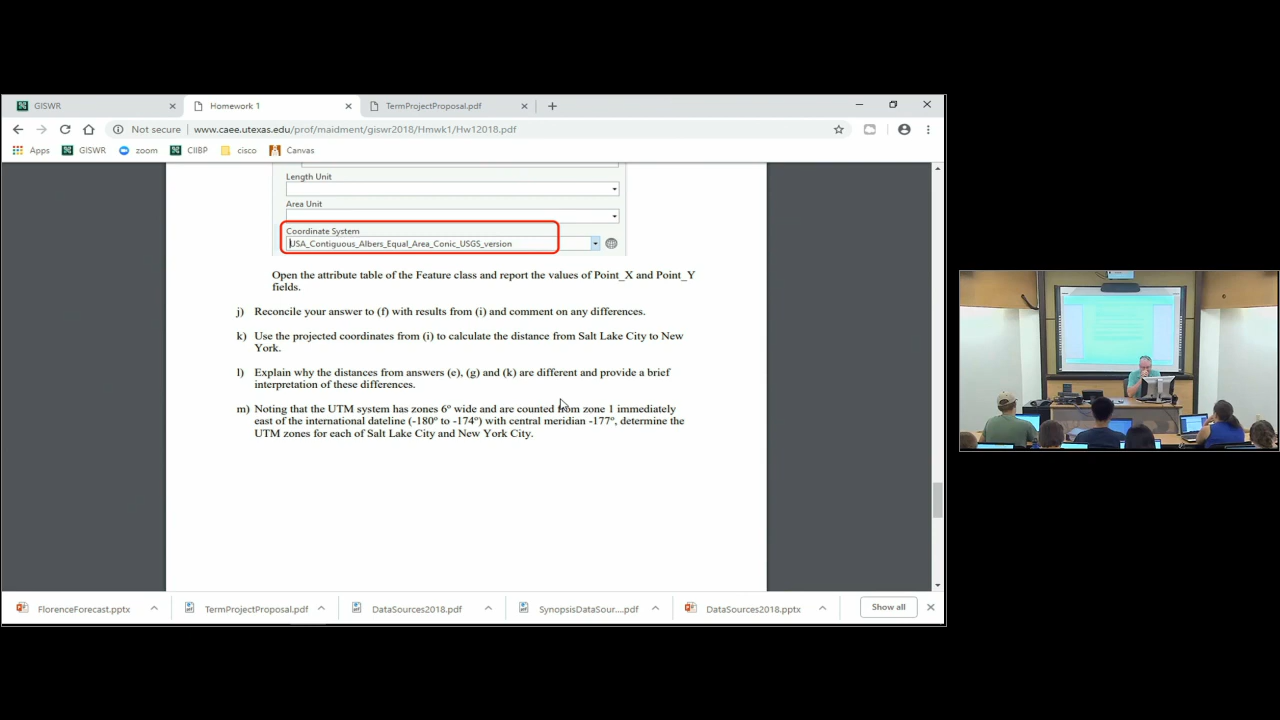 GISWR
Homework 1
TermProjectProposal.pdf
Not secure
www.caee.utexas.edu/prof/maidment/giswr2018/Hmwk1/Hw12018.pdf
Apps
GISWR
zoom
CIIBP
cisco
Canvas
Length Unit
Area Unit
Coordinate System
USA_Contiguous_Albers_Equal_Area_Conic_USGS_version
Open the attribute table of the Feature class and report the values of Point_X and Point_Y
fields.
j) Reconcile your answer to (f) with results from (i) and comment on any differences.
k) Use the projected coordinates from (i) to calculate the distance from Salt Lake City to New
York.
l) Explain why the distances from answers (e), (g) and (k) are different and provide a brief
interpretation of these differences.
m) Noting that the UTM system has zones 6º wide and are counted from zone 1 immediately
east of the international dateline (-180º to -174º) with central meridian -177º, determine the
UTM zones for each of Salt Lake City and New York City.
FlorenceForecast.pptx
TermProjectProposal.pdf
DataSources2018.pdf
SynopsisDataSour....pdf
DataSources2018.pptx
Show all